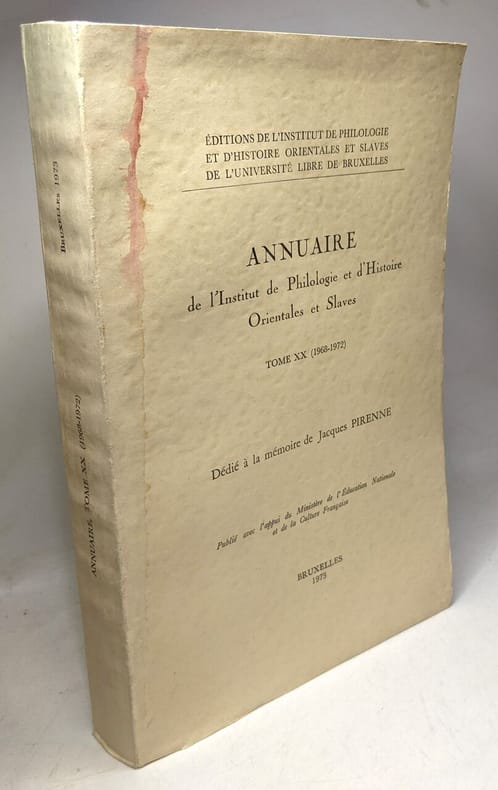 ÉDITIONS DE L'INSTITUT DE PHILOLOGIE
ET D'HISTOIRE ORIENTALES ET SLAVES
DE L'UNIVERSITÉ LIBRE DE BRUXELLES
ANNUAIRE
de l'Institut de Philologie et d'Histoire
Orientales et Slaves
TOME XX (1968-1972)
Dédié à la mémoire de Jacques PIRENNE
Publié avec l'appui du Ministère de l'Éducation Nationale
et de la Culture Française
BRUXELLES
1973
BRUXELLES 1973
ANNUAIRE, TOME XX (1968-1972)